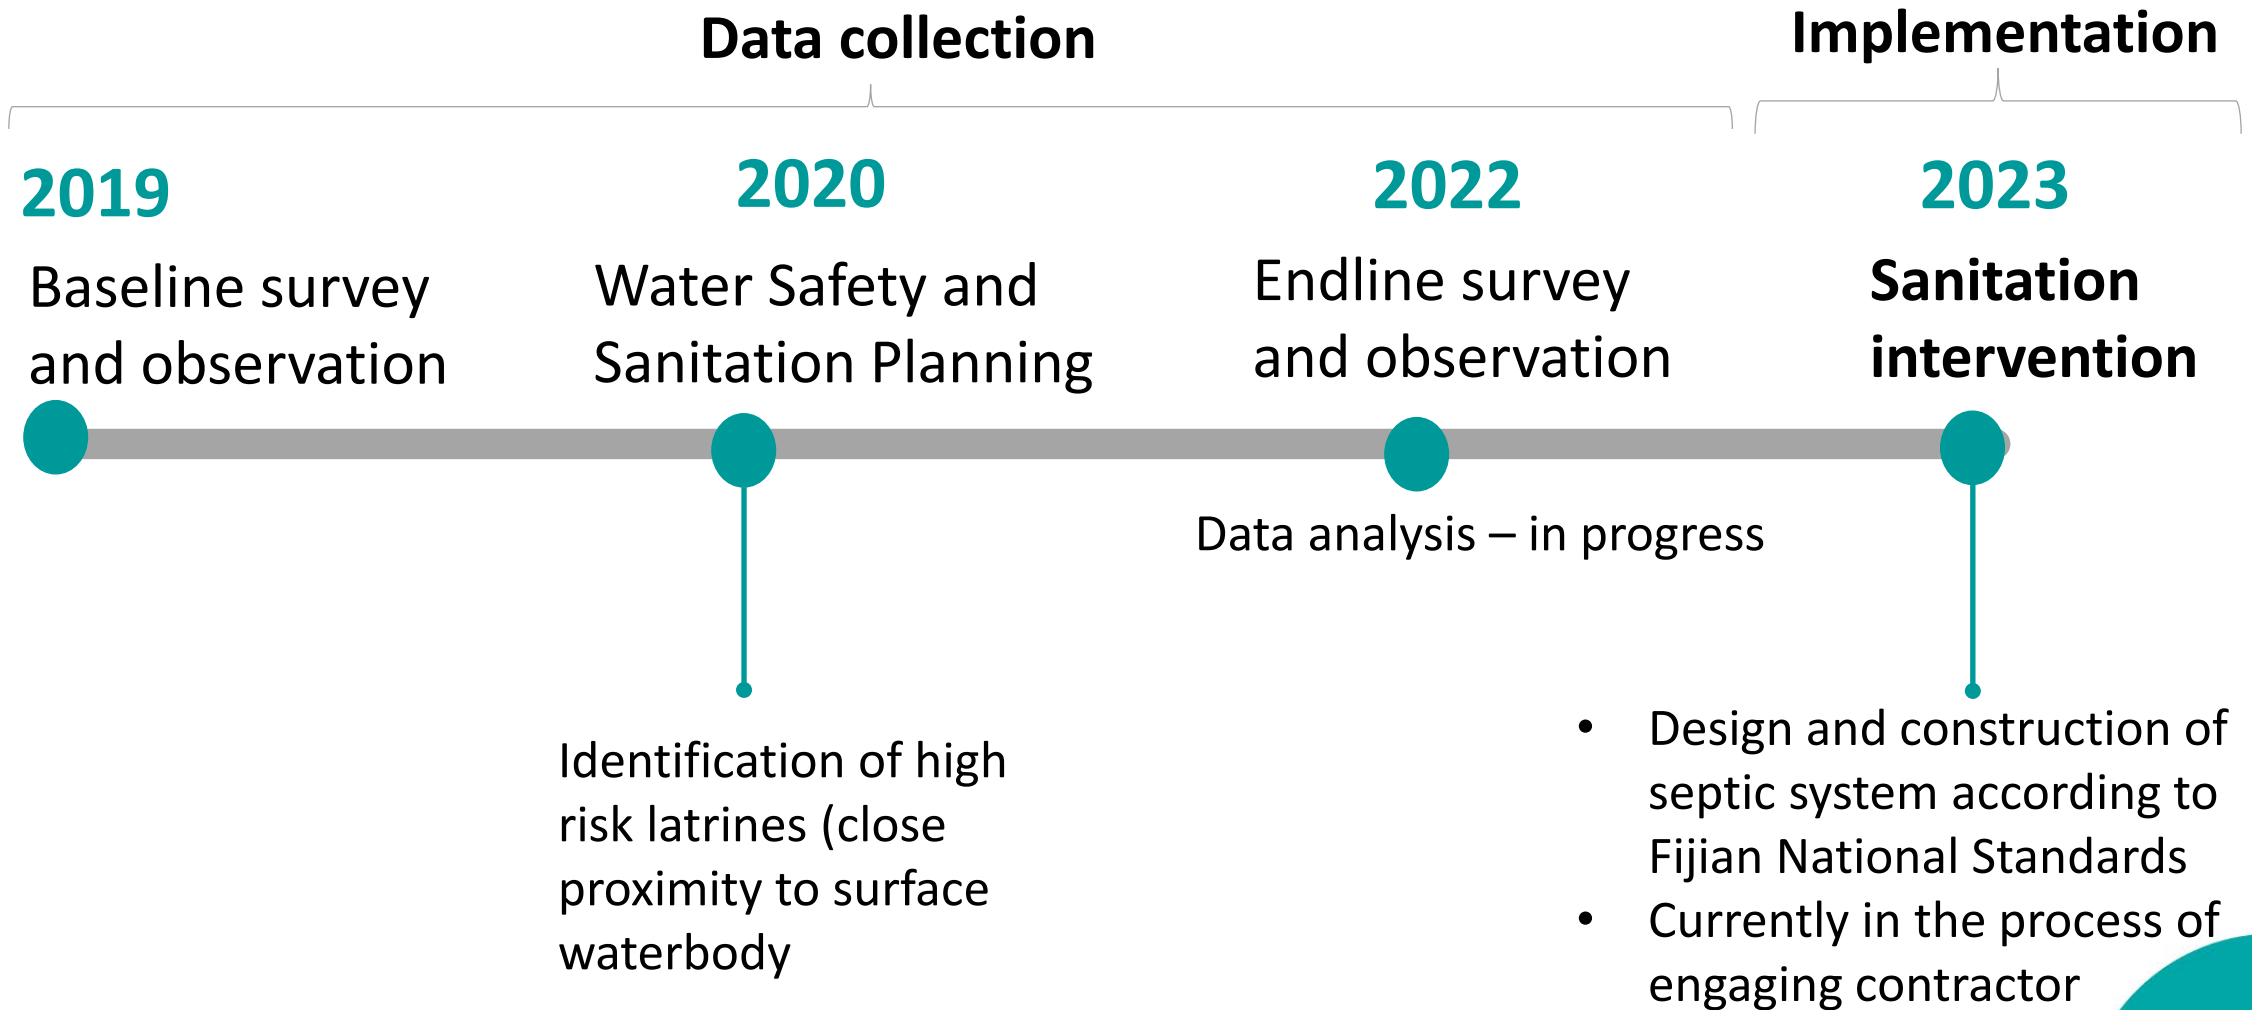 Data collection
Implementation
2019
Baseline survey
and observation
2020
Water Safety and
Sanitation Planning
2022
Endline survey
and observation
2023
Sanitation
intervention
Data analysis – in progress
Identification of high
risk latrines (close
proximity to surface
waterbody
• Design and construction of
septic system according to
Fijian National Standards
• Currently in the process of
engaging contractor